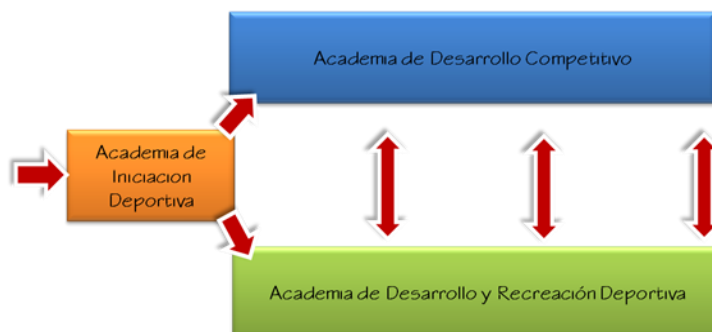 Academia de Desarrollo Competitivo
Academia de
Iniciacion
Deportiva
Academia de Desarrollo y Recreación Deportiva